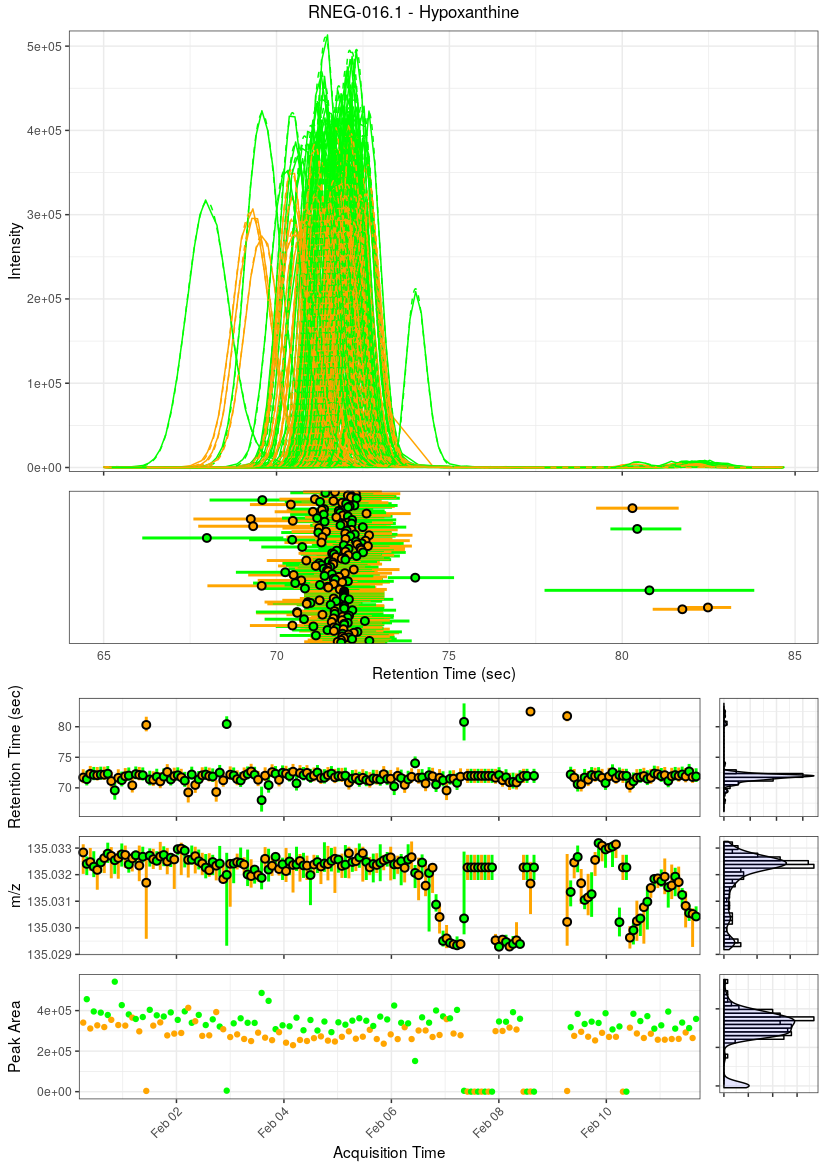 RNEG-016.1 - Hypoxanthine
5e+05
4e+05
3e+05
2e+05
1e+05
0e+00
Intensity
65
70
75
80
85
Retention Time (sec)
80
75
70
Retention Time (sec)
135.033
135.032
135.031
135.030
135.029
m/z
4e+05
2e+05
0e+00
Peak Area
Feb 02
Feb 04
Feb 06
Feb 08
Feb 10
Acquisition Time